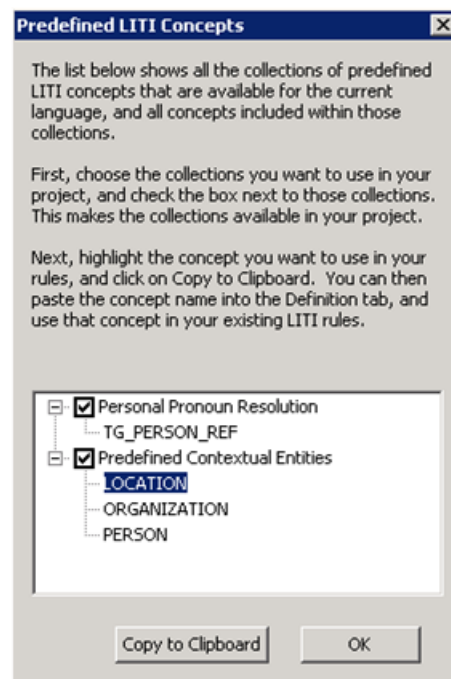 Predefined LITI Concepts
The list below shows all the collections of predefined
LITI concepts that are available for the current
language, and all concepts included within those
collections.
First, choose the collections you want to use in your
project, and check the box next to those collections.
This makes the collections available in your project.
Next, highlight the concept you want to use in your
rules, and click on Copy to Clipboard.  You can then
paste the concept name into the Definition tab, and
use that concept in your existing LITI rules.
Personal Pronoun Resolution
TG_PERSON_REF
Predefined Contextual Entities
LOCATION
ORGANIZATION
PERSON
Copy to Clipboard OK